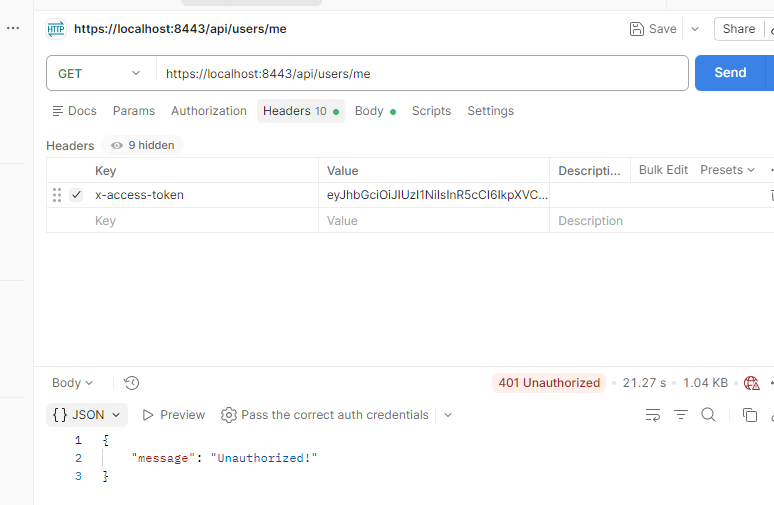 HTTP https://localhost:8443/api/users/me Save Share
GET https://localhost:8443/api/users/me Send
Docs Params Authorization Headers 10 Body Scripts Settings
Headers 9 hidden
Key Value Descripti... Bulk Edit Presets
x-access-token eyJhbGciOiJIUzI1NiIsInR5cCI6IkpXVC...
Key Value Description
Body 401 Unauthorized 21.27 s 1.04 KB
{} JSON Preview Pass the correct auth credentials
1 {
2 "message": "Unauthorized!"
3 }